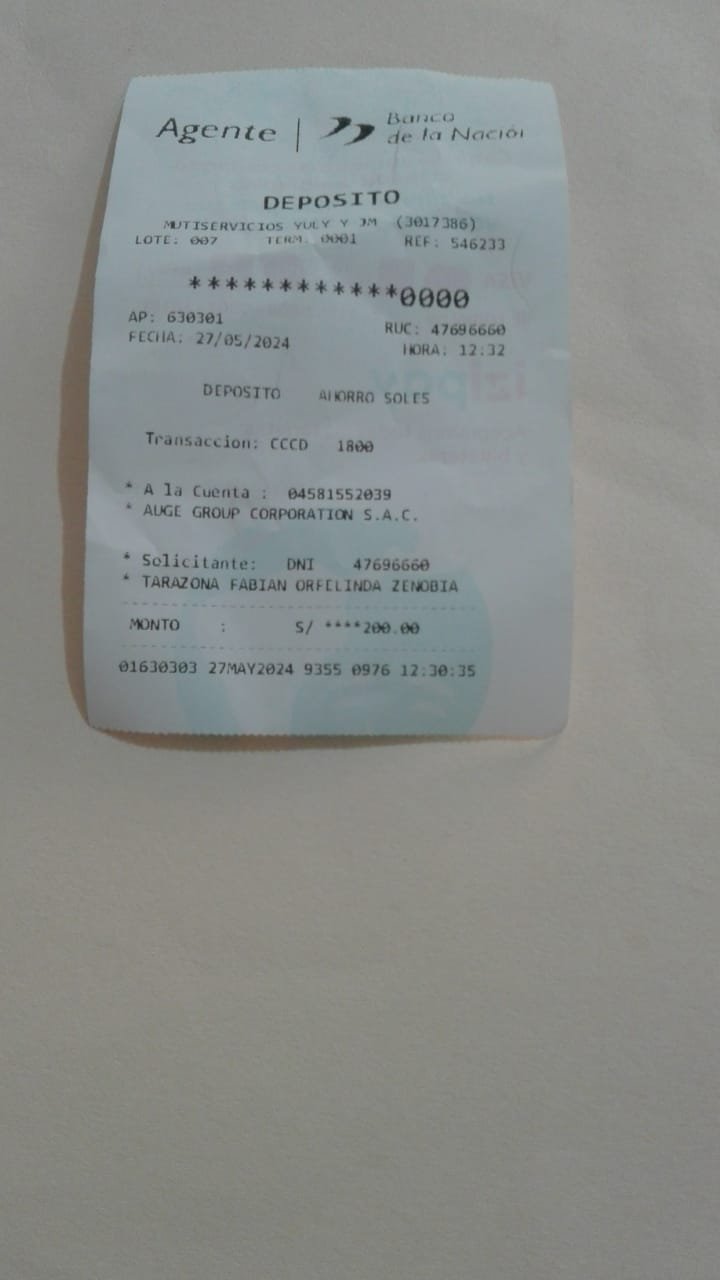 Agente | Banco de la Nación
DEPOSITO
MUTISERVICIOS YULY Y JM (3017386)
LOTE: 007 TERM. 0001 REF: 546233
************0000
AP: 630301 RUC: 47696660
FECHA: 27/05/2024 HORA: 12:32
DEPOSITO AHORRO SOLES
Transaccion: CCCD 1800
* A la Cuenta : 04581552039
* AUGE GROUP CORPORATION S.A.C.
* Solicitante: DNI 47696660
* TARAZONA FABIAN ORFELINDA ZENOBIA
MONTO : S/ ****200.00
01630303 27MAY2024 9355 0976 12:30:35